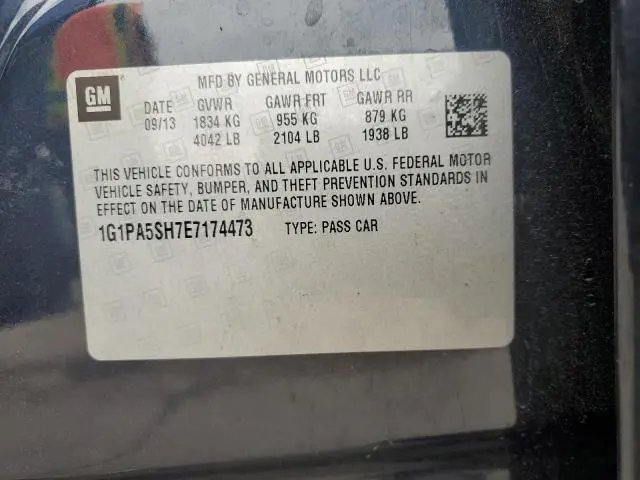 MFD BY GENERAL MOTORS LLC
GM
DATE GVWR GAWR FRT GAWR RR
09/13 1834 KG 955 KG 879 KG
4042 LB 2104 LB 1938 LB
THIS VEHICLE CONFORMS TO ALL APPLICABLE U.S. FEDERAL MOTOR
VEHICLE SAFETY, BUMPER, AND THEFT PREVENTION STANDARDS IN
EFFECT ON THE DATE OF MANUFACTURE SHOWN ABOVE.
1G1PA5SH7E7174473 TYPE: PASS CAR